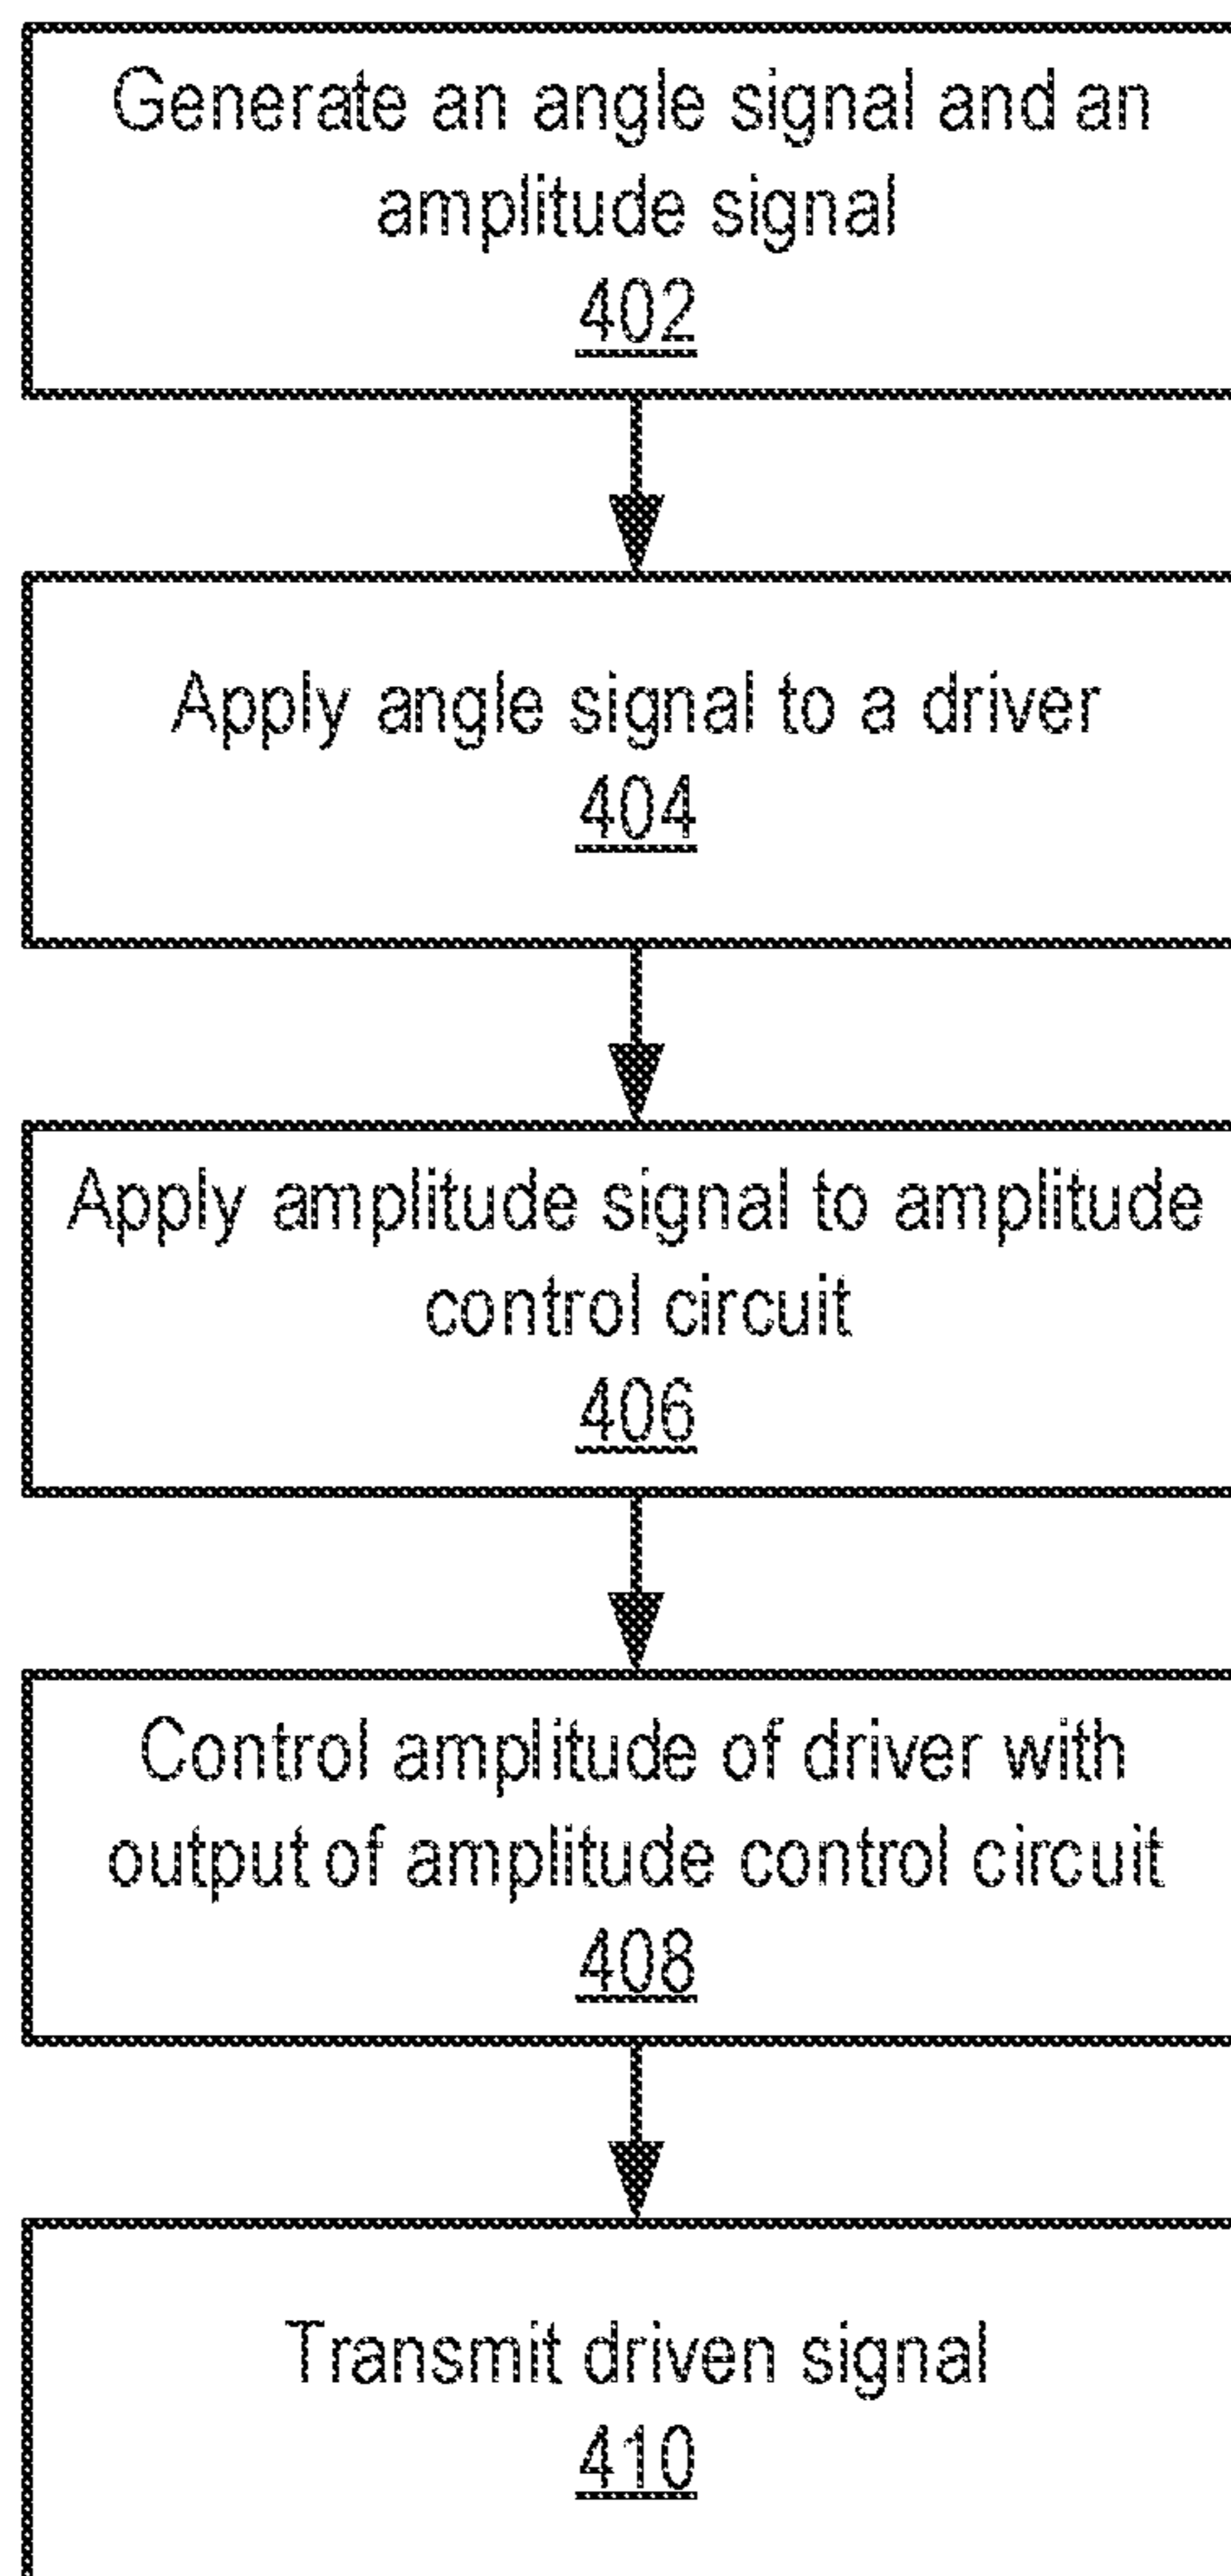 Generate an angle signal and an
amplitude signal
402
Apply angle signal to a driver
404
Apply amplitude signal to amplitude
control circuit
406
Control amplitude of driver with
output of amplitude control circuit
408
Transmit driven signal
410